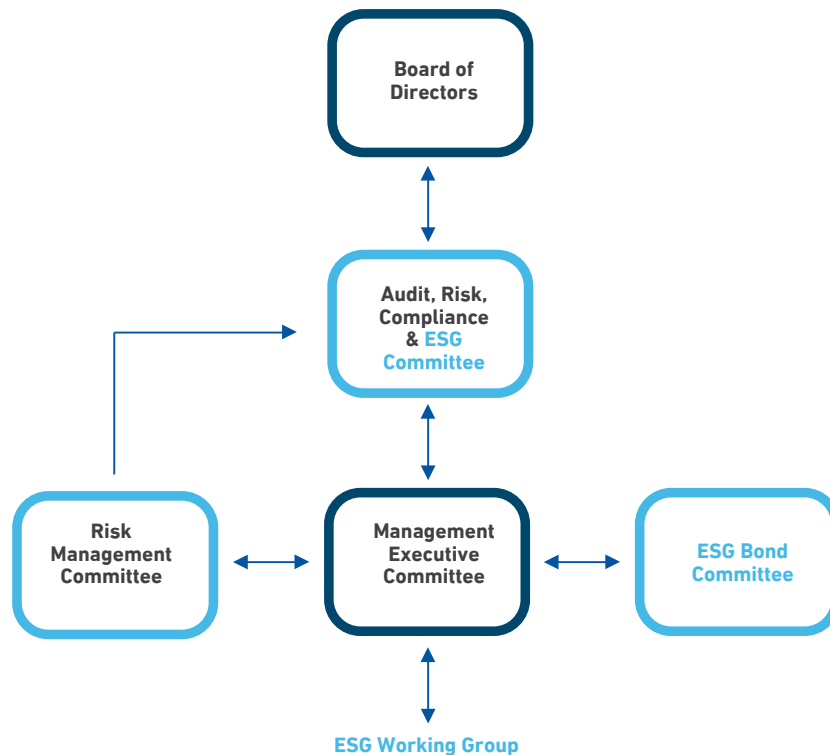 Board of
Directors
Audit, Risk,
Compliance
& ESG
Committee
Risk
Management
Committee
Management
Executive
Committee
ESG Bond
Committee
ESG Working Group